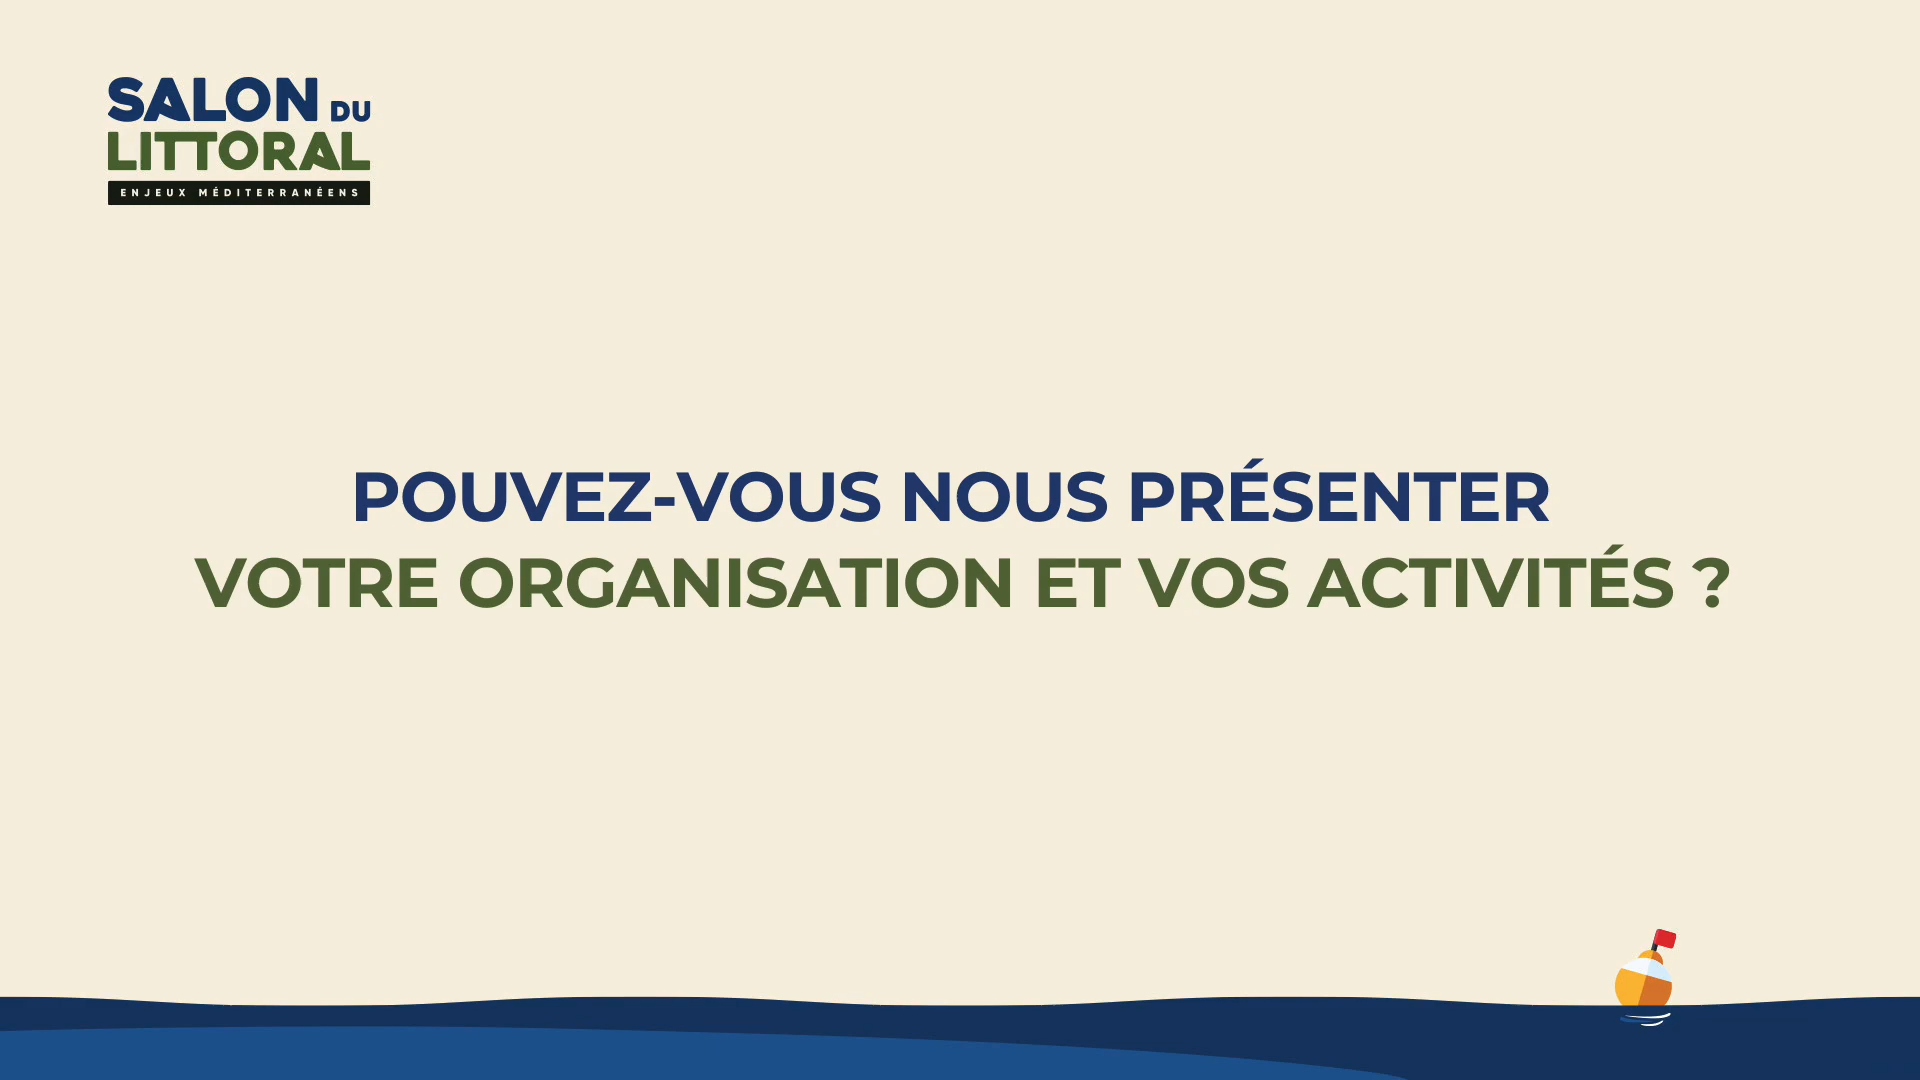 SALON DU
LITTORAL
ENJEUX MÉDITERRANÉENS
POUVEZ-VOUS NOUS PRÉSENTER
VOTRE ORGANISATION ET VOS ACTIVITÉS ?